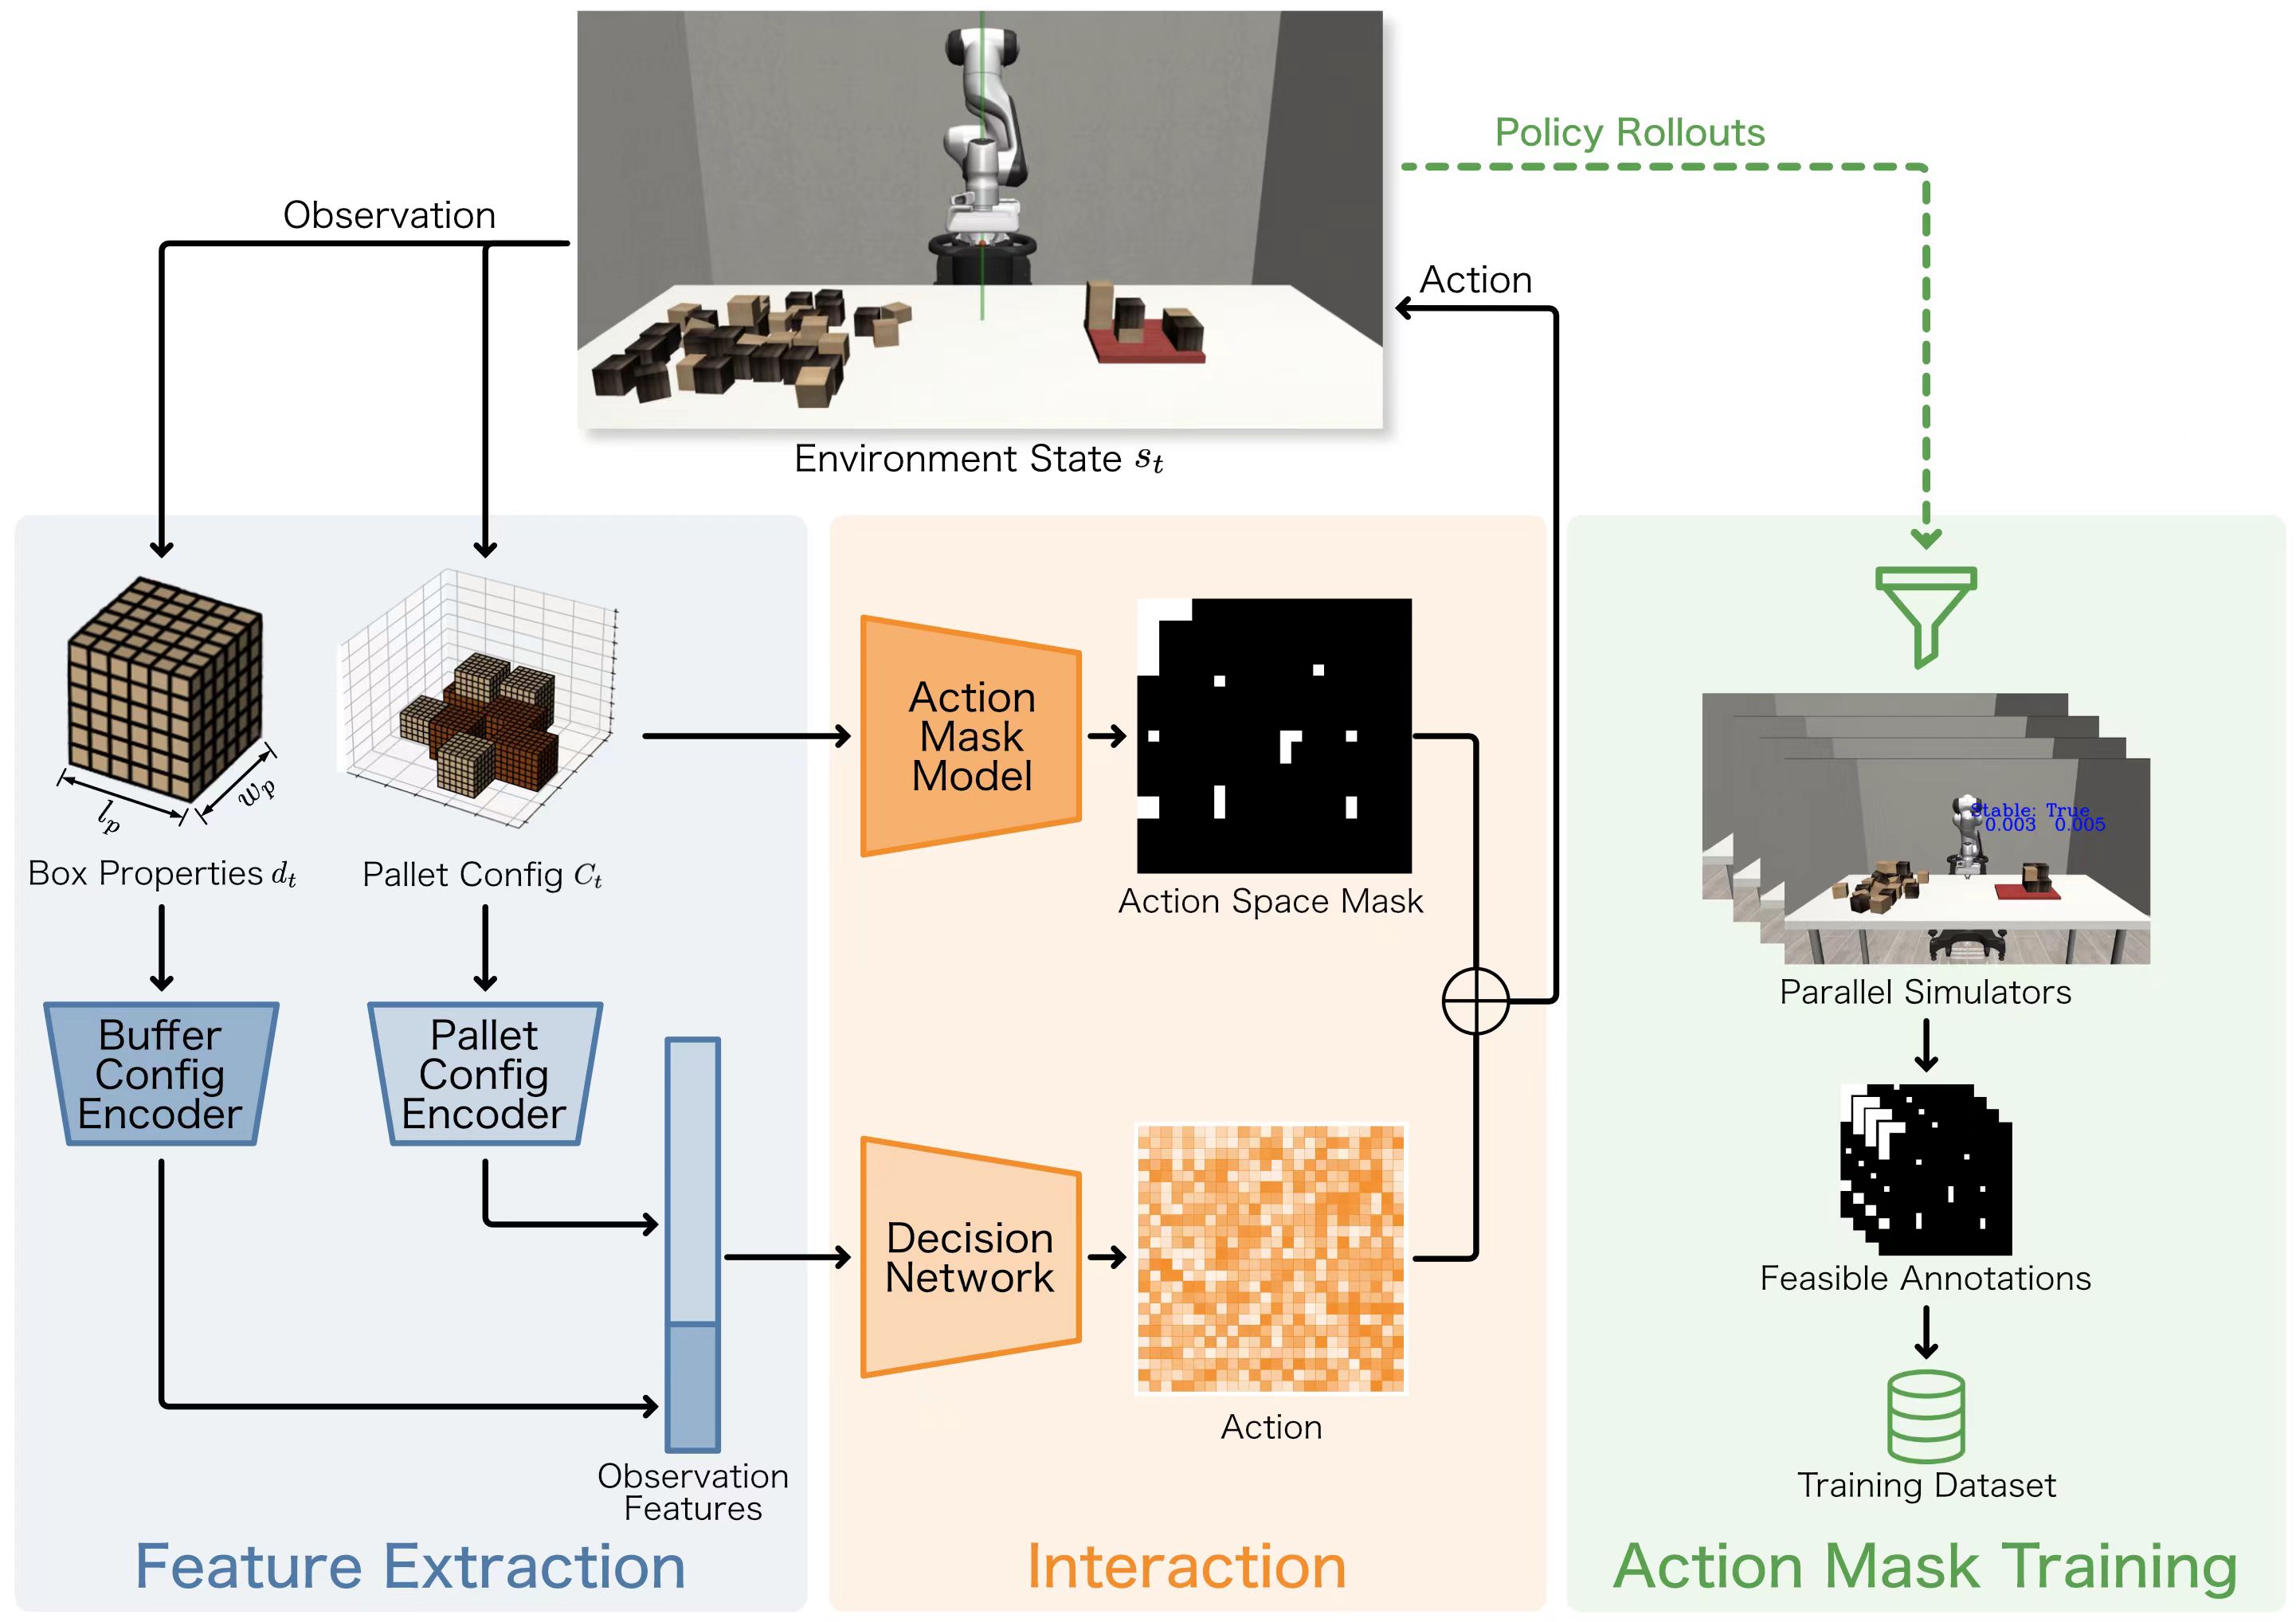 Policy Rollouts
Observation
Action
Environment State s_t
l_p
w_p
Box Properties d_t
Pallet Config C_t
Buffer
Config
Encoder
Pallet
Config
Encoder
Observation
Features
Feature Extraction
Action
Mask
Model
Action Space Mask
Decision
Network
Action
Interaction
Stable: True
0.003 0.005
Parallel Simulators
Feasible Annotations
Training Dataset
Action Mask Training